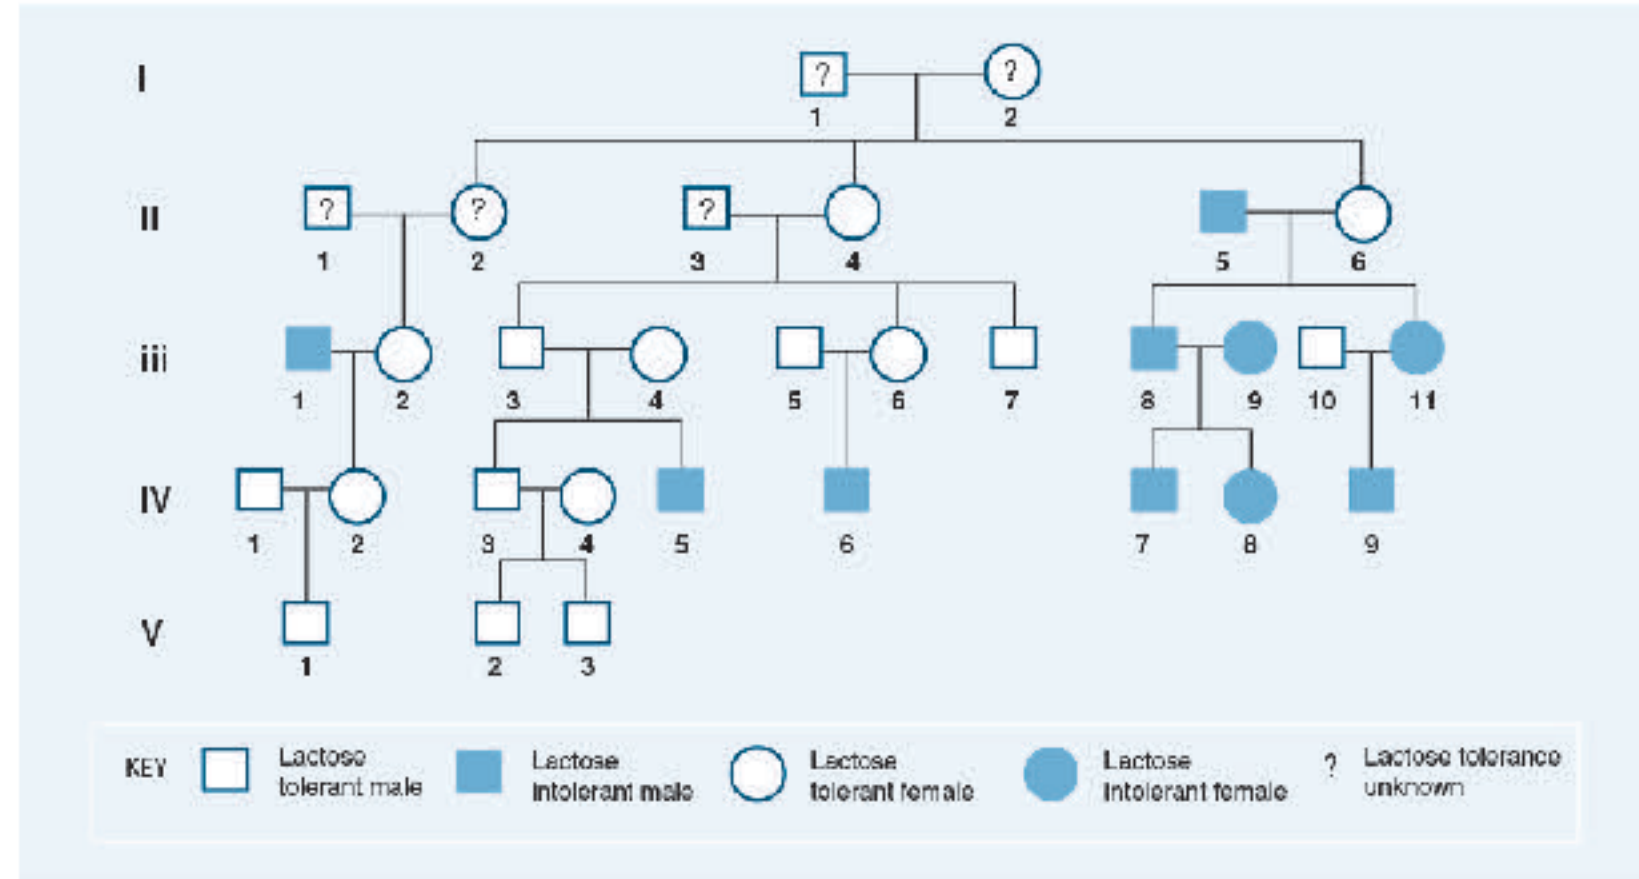 I
?
?
1
2
II
?
?
?
1
2
3
4
5
6
iii
1
2
3
4
5
6
7
8
9
10
11
IV
1
2
3
4
5
6
7
8
9
V
1
2
3
KEY
Lactose
tolerant male
Lactose
intolerant male
Lactose
tolerant female
Lactose
intolerant female
?
Lactose tolerance
unknown